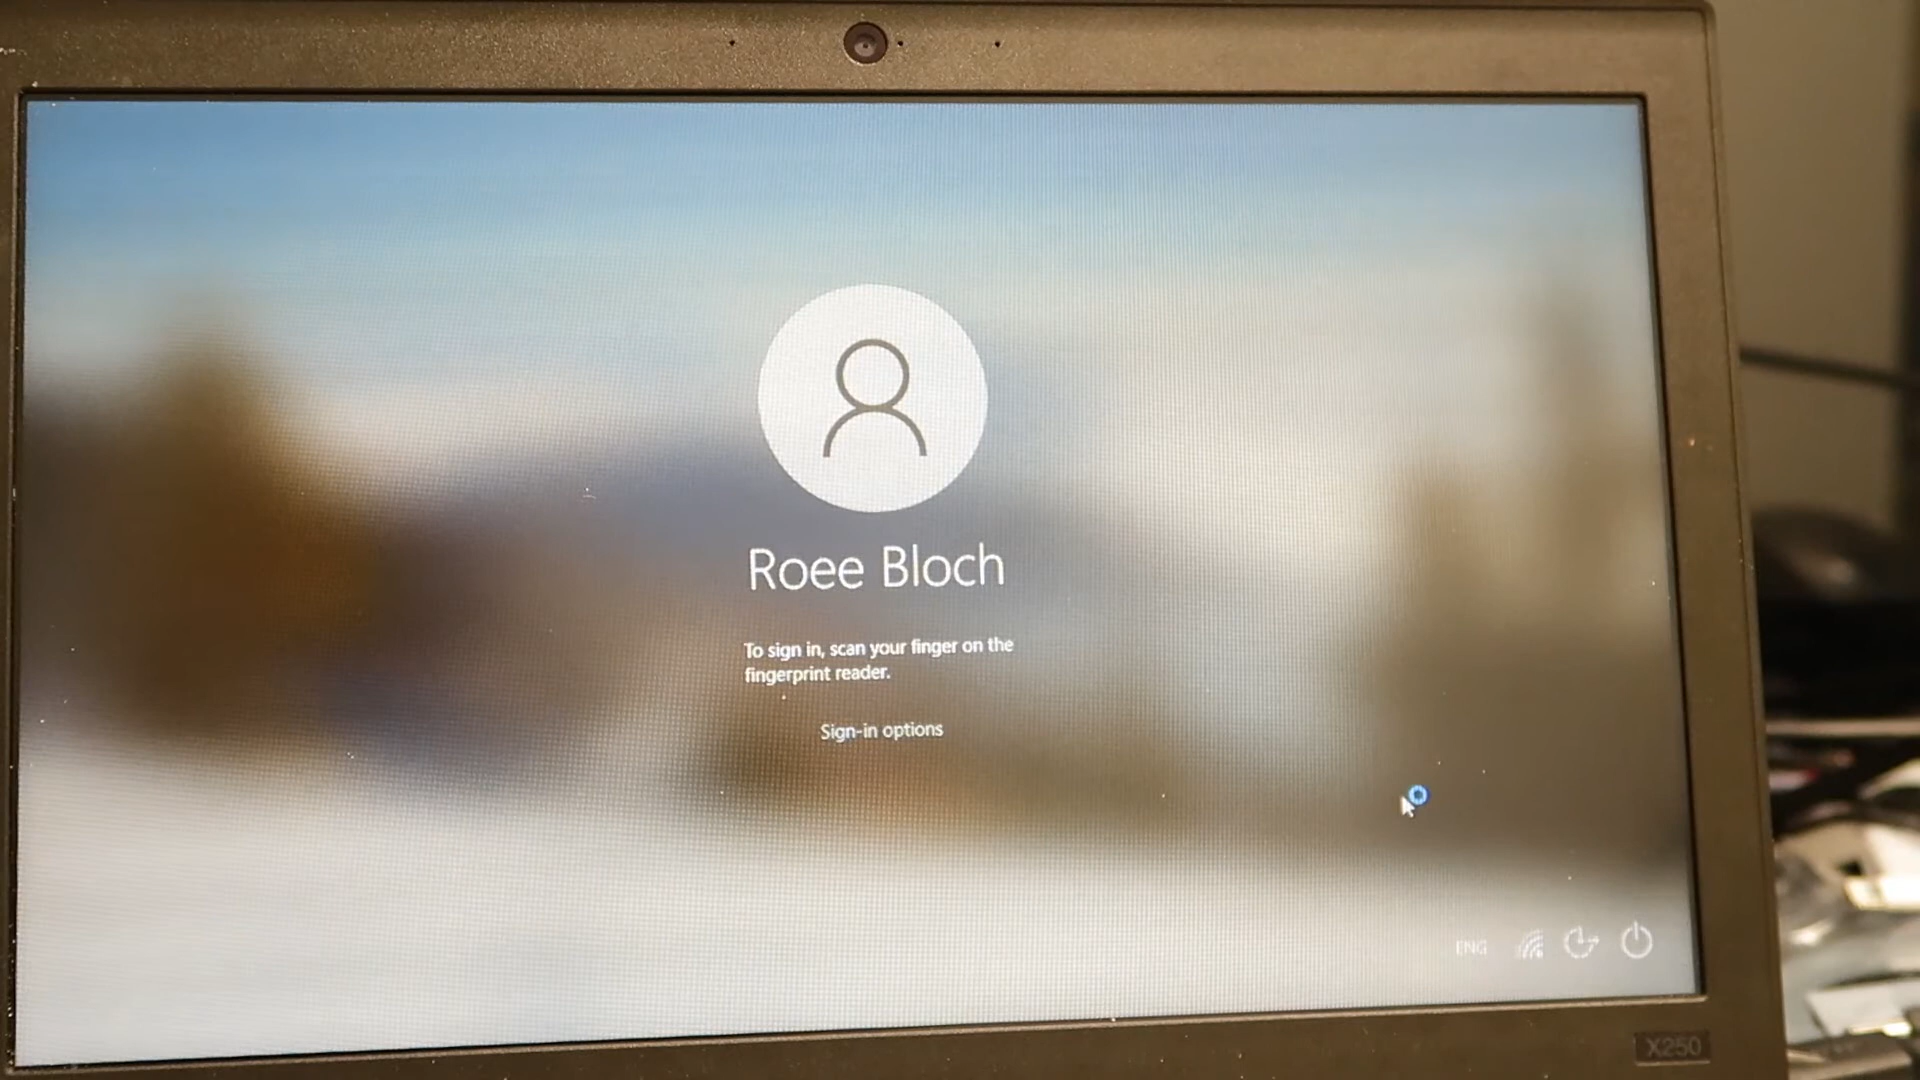 Roee Bloch
To sign in, scan your finger on the
fingerprint reader.
Sign-in options
ENG
X250